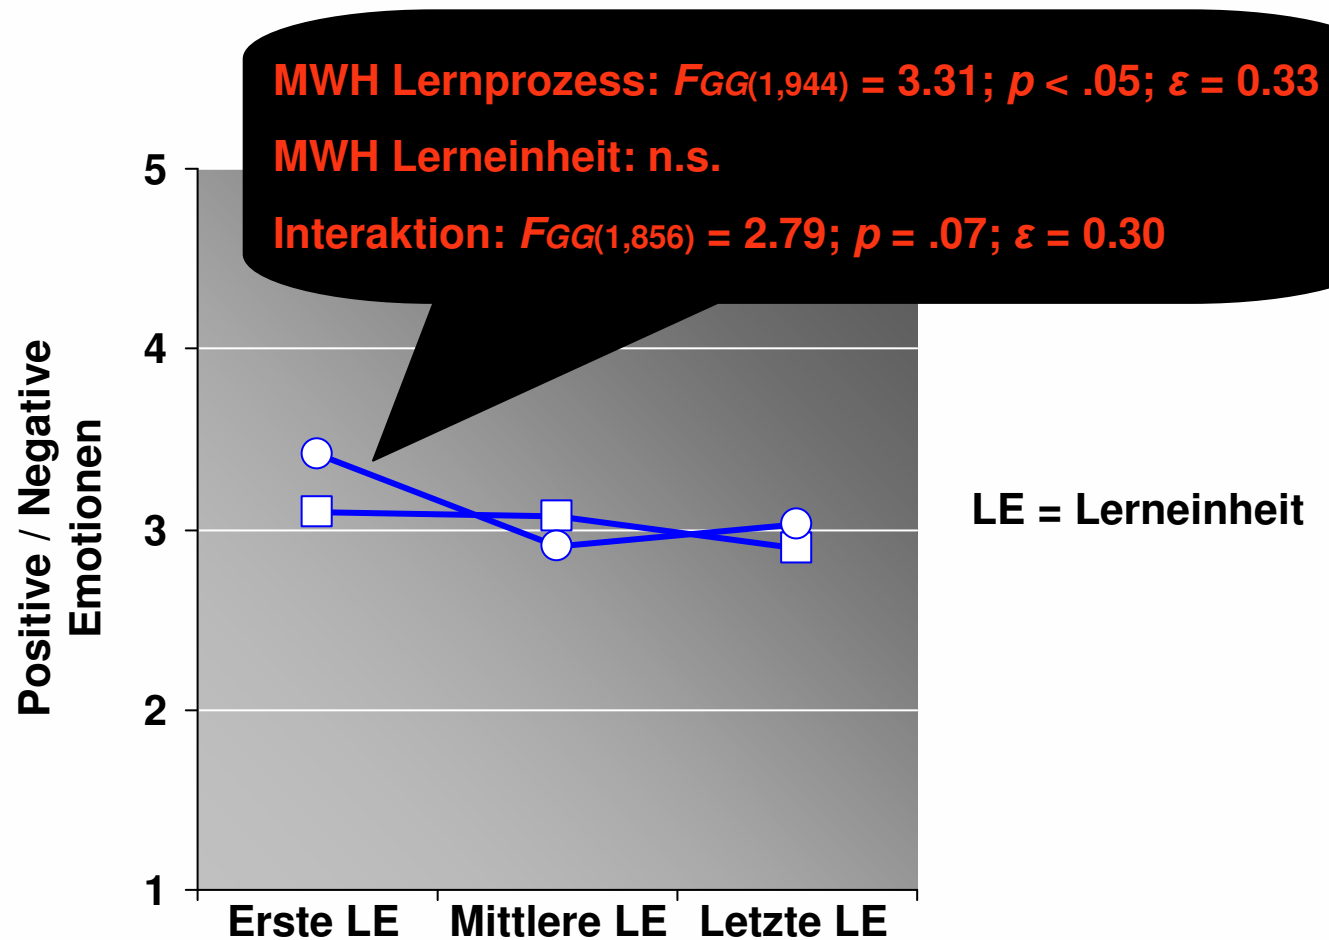 MWH Lernprozess: FGG(1,944) = 3.31; p < .05; ε = 0.33
MWH Lerneinheit: n.s.
Interaktion: FGG(1,856) = 2.79; p = .07; ε = 0.30
5
4
3
2
1
Positive / Negative
Emotionen
Erste LE
Mittlere LE
Letzte LE
LE = Lerneinheit